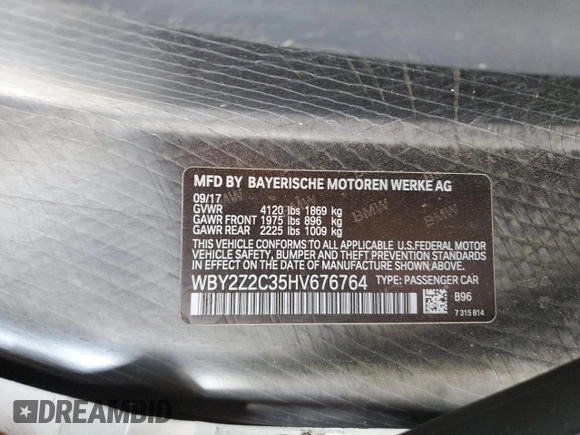 MFD BY BAYERISCHE MOTOREN WERKE AG
09/17
GVWR 4120 lbs 1869 kg
GAWR FRONT 1975 lbs 896 kg
GAWR REAR 2225 lbs 1009 kg
THIS VEHICLE CONFORMS TO ALL APPLICABLE U.S.FEDERAL MOTOR
VEHICLE SAFETY, BUMPER AND THEFT PREVENTION STANDARDS
IN EFFECT ON THE DATE OF MANUFACTURE SHOWN ABOVE.
WBY2Z2C35HV676764 TYPE: PASSENGER CAR
B96
7 315 814
DREAMBID